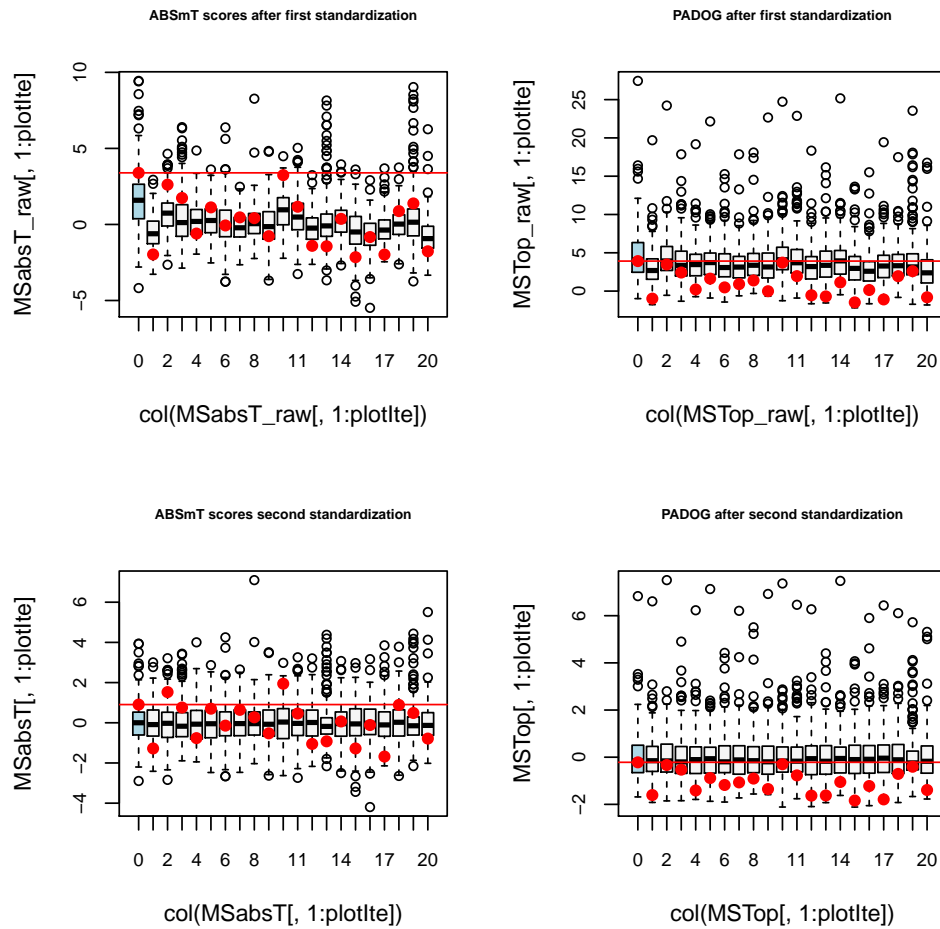 ABSmT scores after first standardization
MSabsT_raw[, 1:plotIte]
10
5
0
−5
0 2 4 6 8 11 14 17 20
col(MSabsT_raw[, 1:plotIte])
PADOG after first standardization
MSTop_raw[, 1:plotIte]
25
20
15
10
5
0
0 2 4 6 8 11 14 17 20
col(MSTop_raw[, 1:plotIte])
ABSmT scores second standardization
MSabsT[, 1:plotIte]
6
4
2
0
−2
−4
0 2 4 6 8 11 14 17 20
col(MSabsT[, 1:plotIte])
PADOG after second standardization
MSTop[, 1:plotIte]
6
4
2
0
−2
0 2 4 6 8 11 14 17 20
col(MSTop[, 1:plotIte])